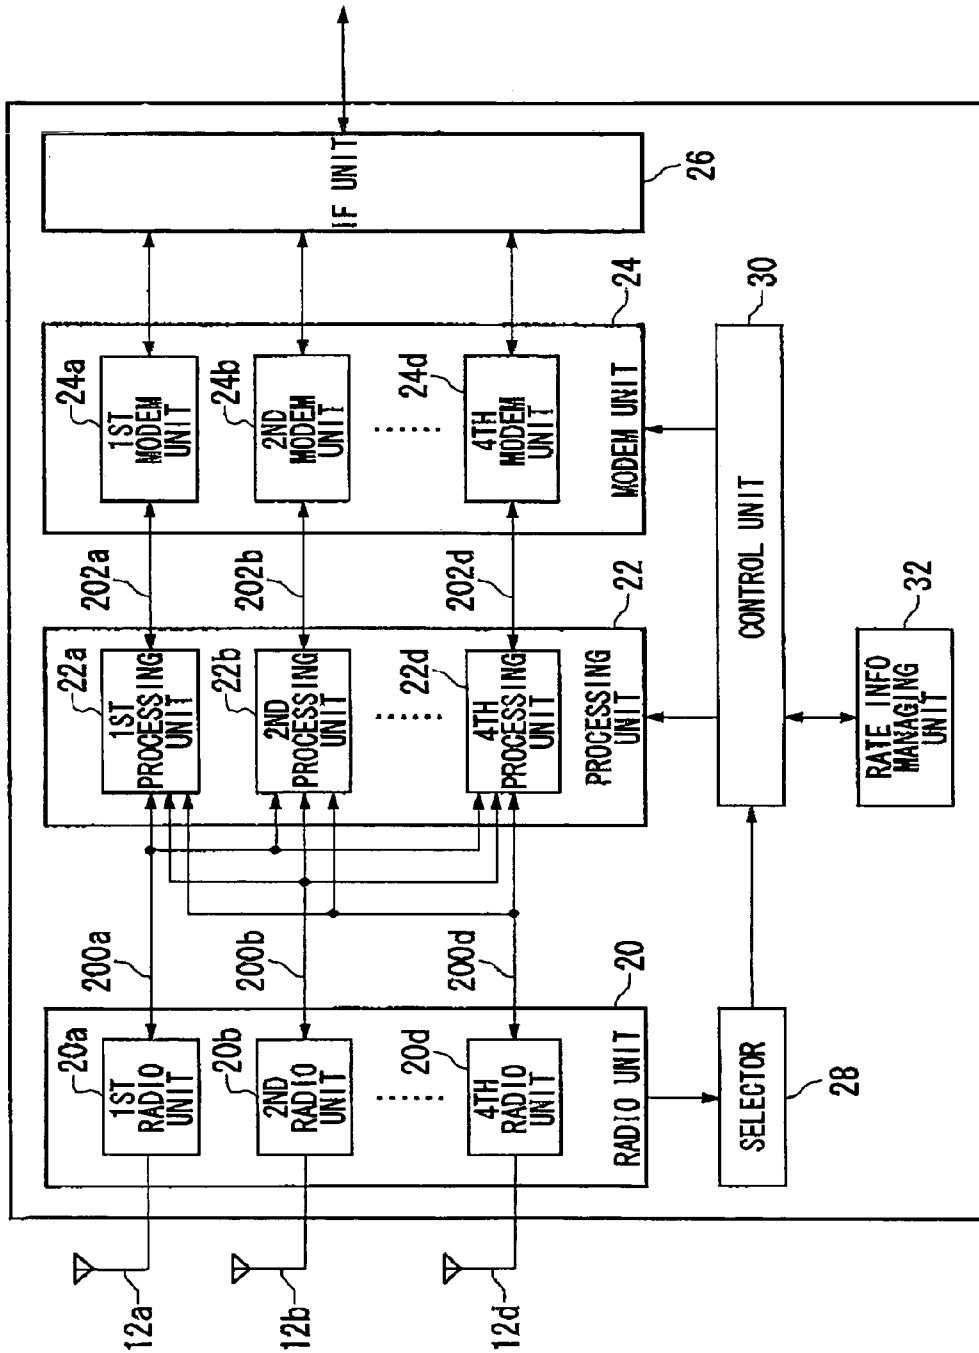 12a
12b
12d
20a
1ST
RADIO
UNIT
20b
2ND
RADIO
UNIT
20d
4TH
RADIO
UNIT
RADIO UNIT
20
200a
200b
200d
22a
1ST
PROCESSING
UNIT
22b
2ND
PROCESSING
UNIT
22d
4TH
PROCESSING
UNIT
PROCESSING
UNIT
22
202a
202b
202d
24a
1ST
MODEM
UNIT
24b
2ND
MODEM
UNIT
24d
4TH
MODEM
UNIT
MODEM UNIT
24
IF UNIT
26
SELECTOR
28
CONTROL UNIT
30
RATE INFO
MANAGING
UNIT
32